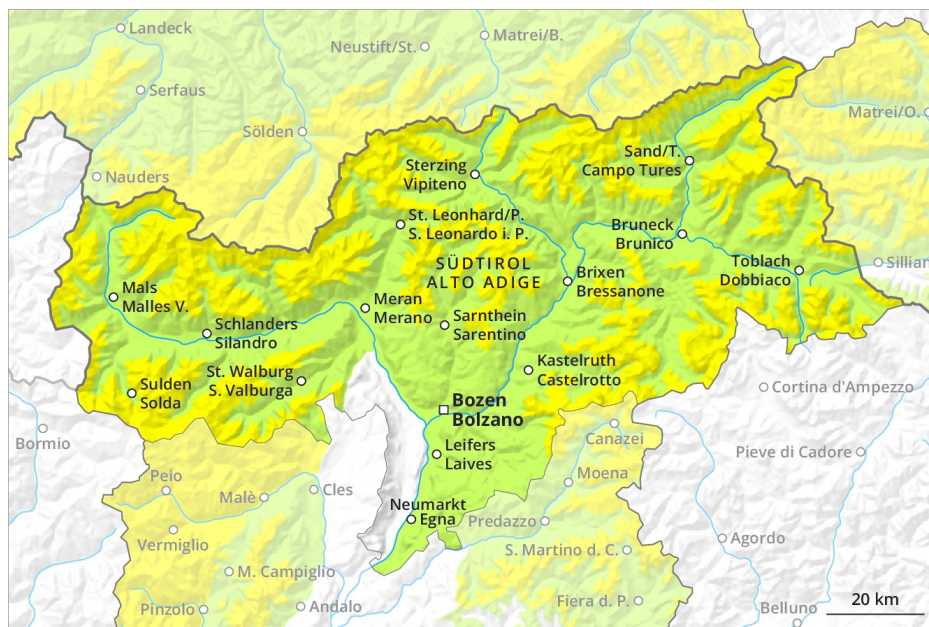 Landeck
Matrei/B.
Neustift/St.
Serfaus
Matrei/O.
Sölden
Sand/T.
Campo Tures
Sterzing
Vipiteno
Nauders
St. Leonhard/P.
S. Leonardo i. P.
Bruneck
Brunico
SÜDTIROL
ALTO ADIGE
Toblach
Dobbiaco
Sillian
Brixen
Bressanone
Mals
Malles V.
Meran
Merano
Sarnthein
Sarentino
Schlanders
Silandro
Kastelruth
Castelrotto
St. Walburg
S. Valburga
Sulden
Solda
Cortina d'Ampezzo
Bozen
Bolzano
Bormio
Canazei
Leifers
Laives
Pieve di Cadore
Moena
Peio
Malè
Cles
Neumarkt
Egna
Predazzo
Agordo
Vermiglio
S. Martino d. C.
M. Campiglio
Pinzolo
Andalo
Fiera d. P.
Belluno
20 km